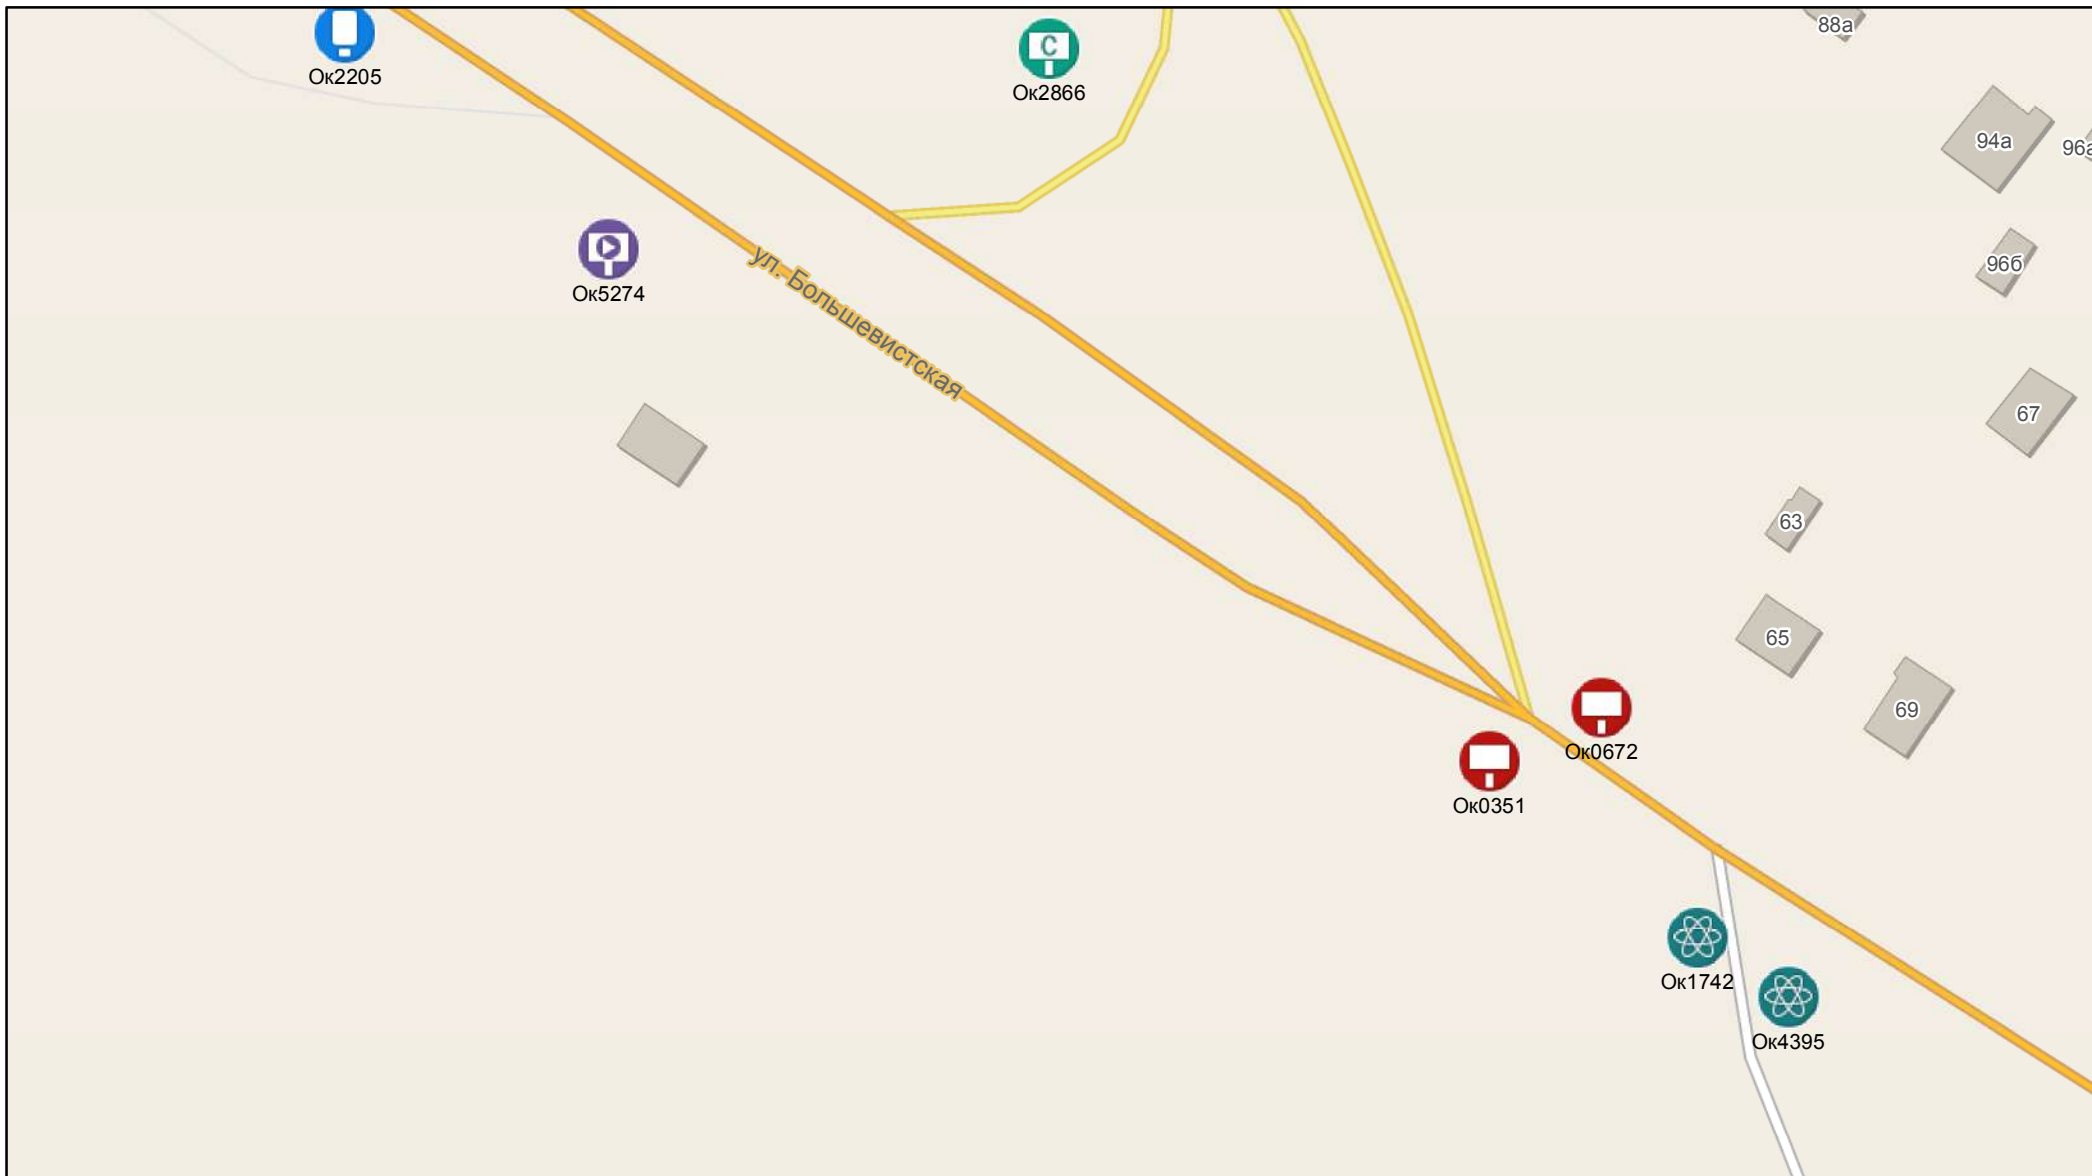 88а
Ок2205
С
Ок2866
94а
96а
96б
Ок5274
ул. Большевистская
67
63
65
69
Ок0672
Ок0351
Ок1742
Ок4395